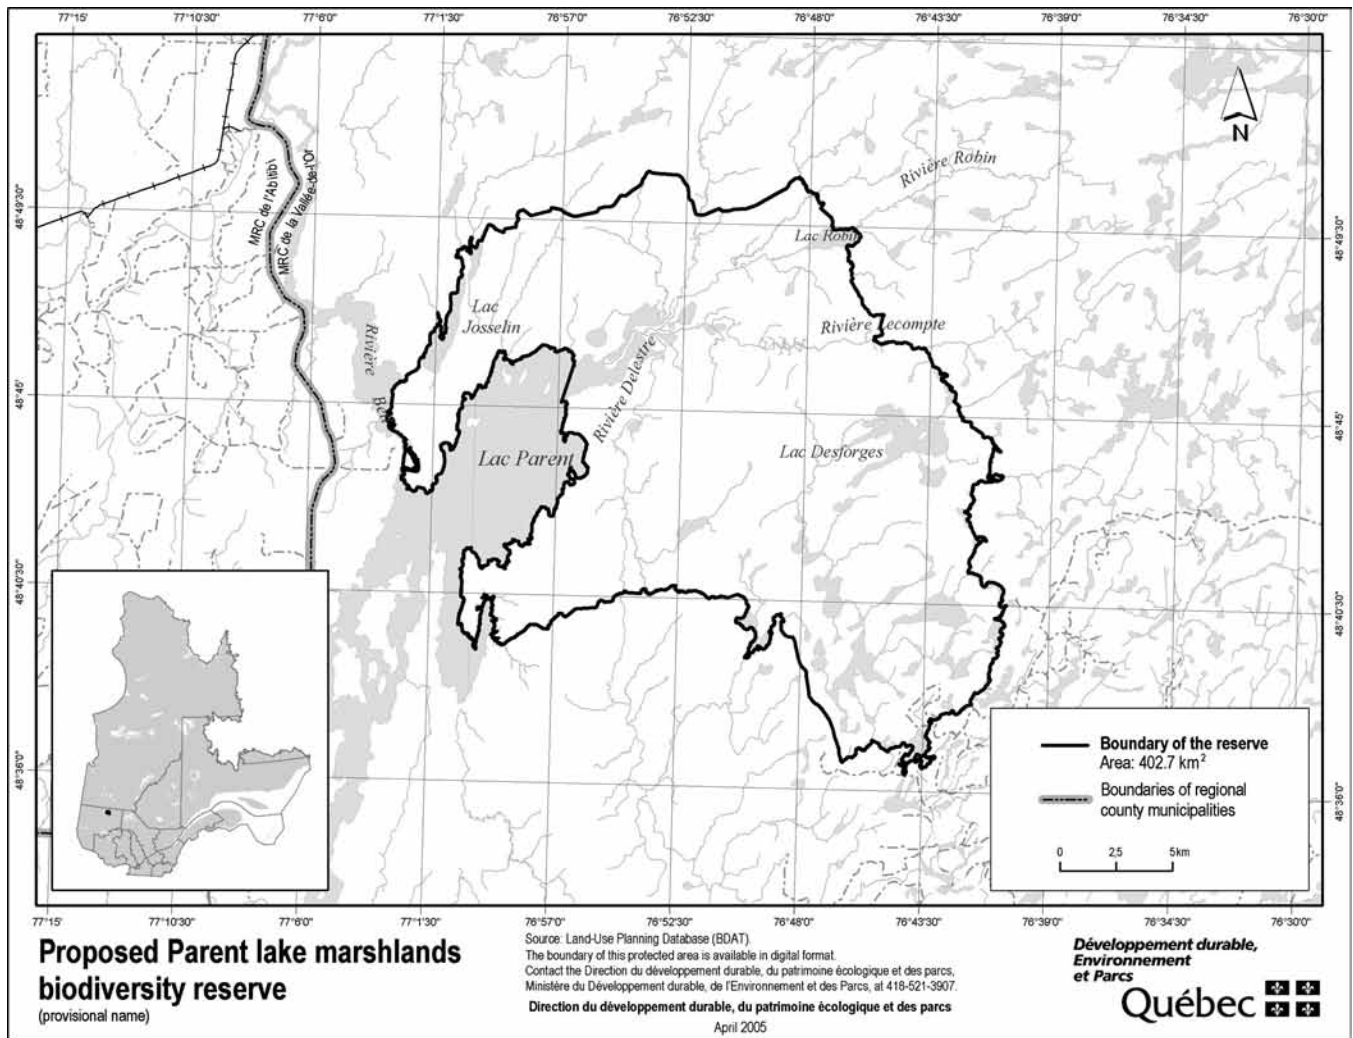 77°15'0" 77°10'30" 77°6'0" 77°1'30" 76°57'0" 76°52'30" 76°48'0" 76°43'30" 76°39'0" 76°34'30" 76°30'0"
N
Rivière Robin
MRC de l'Abitibi
MRC de la Vallée-de-l'Or
48°49'30"
48°49'30"
Lac Robin
Lac
Josselin
Rivière
Rivière Lecompte
Rivière Delestre
48°45'
48°45'
Lac Parent
Lac Desforges
48°40'30"
48°40'30"
48°36'0"
48°36'0"
Boundary of the reserve
Area: 402.7 km²
Boundaries of regional
county municipalities
0 2,5 5km
77°15'0" 77°10'30" 77°6'0" 77°1'30" 76°57'0" 76°52'30" 76°48'0" 76°43'30" 76°39'0" 76°34'30" 76°30'0"
Proposed Parent lake marshlands
biodiversity reserve
(provisional name)
Source: Land-Use Planning Database (BDAT).
The boundary of this protected area is available in digital format.
Contact the Direction du développement durable, du patrimoine écologique et des parcs,
Ministère du Développement durable, de l'Environnement et des Parcs, at 418-521-3907.
Direction du développement durable, du patrimoine écologique et des parcs
April 2005
Développement durable,
Environnement
et Parcs
Québec